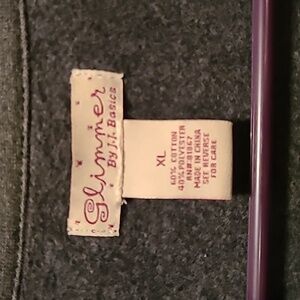 Glimmer
By J.J. Basics
XL
60% COTTON
40% POLYESTER
RN# 81867
MADE IN CHINA
SEE REVERSE
FOR CARE